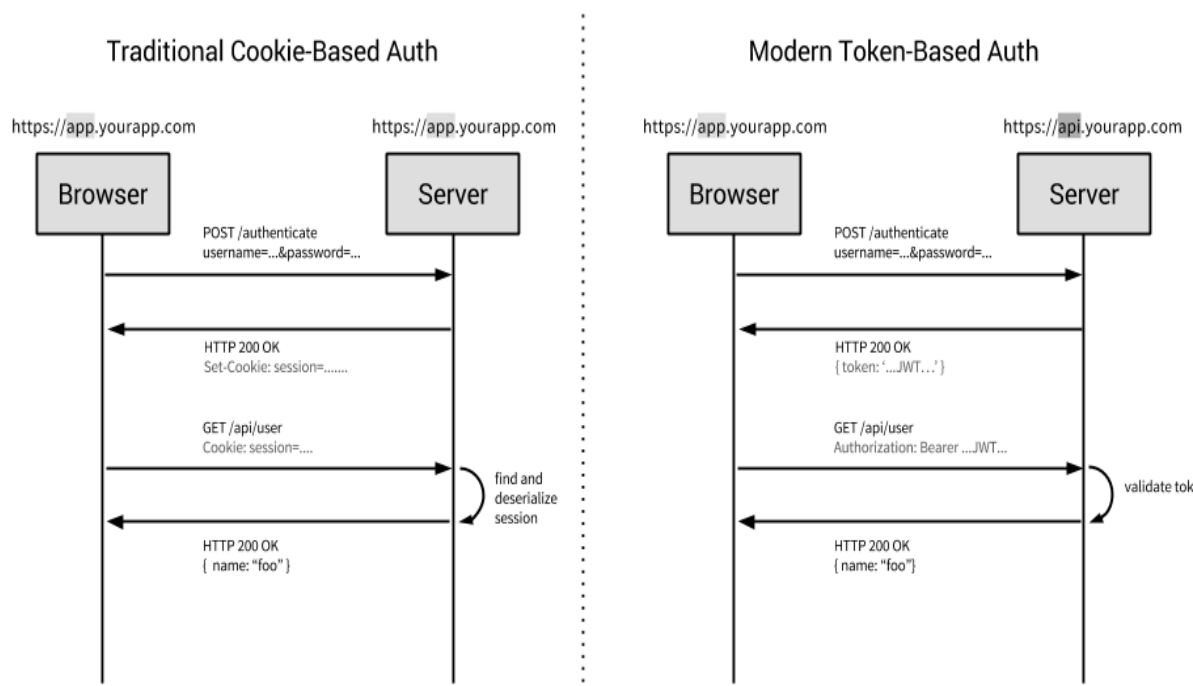 Traditional Cookie-Based Auth
https://app.yourapp.com
https://app.yourapp.com
Browser
Server
POST /authenticate
username=...&password=...
HTTP 200 OK
Set-Cookie: session=.......
GET /api/user
Cookie: session=....
find and
deserialize
session
HTTP 200 OK
{ name: “foo” }
Modern Token-Based Auth
https://app.yourapp.com
https://api.yourapp.com
Browser
Server
POST /authenticate
username=...&password=...
HTTP 200 OK
{ token: ‘...JWT...’ }
GET /api/user
Authorization: Bearer ...JWT...
validate tok
HTTP 200 OK
{ name: “foo”}